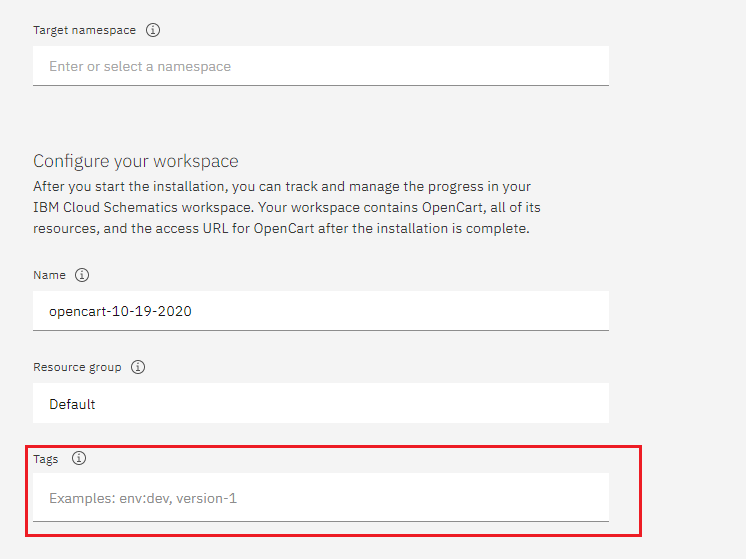 Target namespace
Enter or select a namespace
Configure your workspace
After you start the installation, you can track and manage the progress in your
IBM Cloud Schematics workspace. Your workspace contains OpenCart, all of its
resources, and the access URL for OpenCart after the installation is complete.
Name
opencart-10-19-2020
Resource group
Default
Tags
Examples: env:dev, version-1